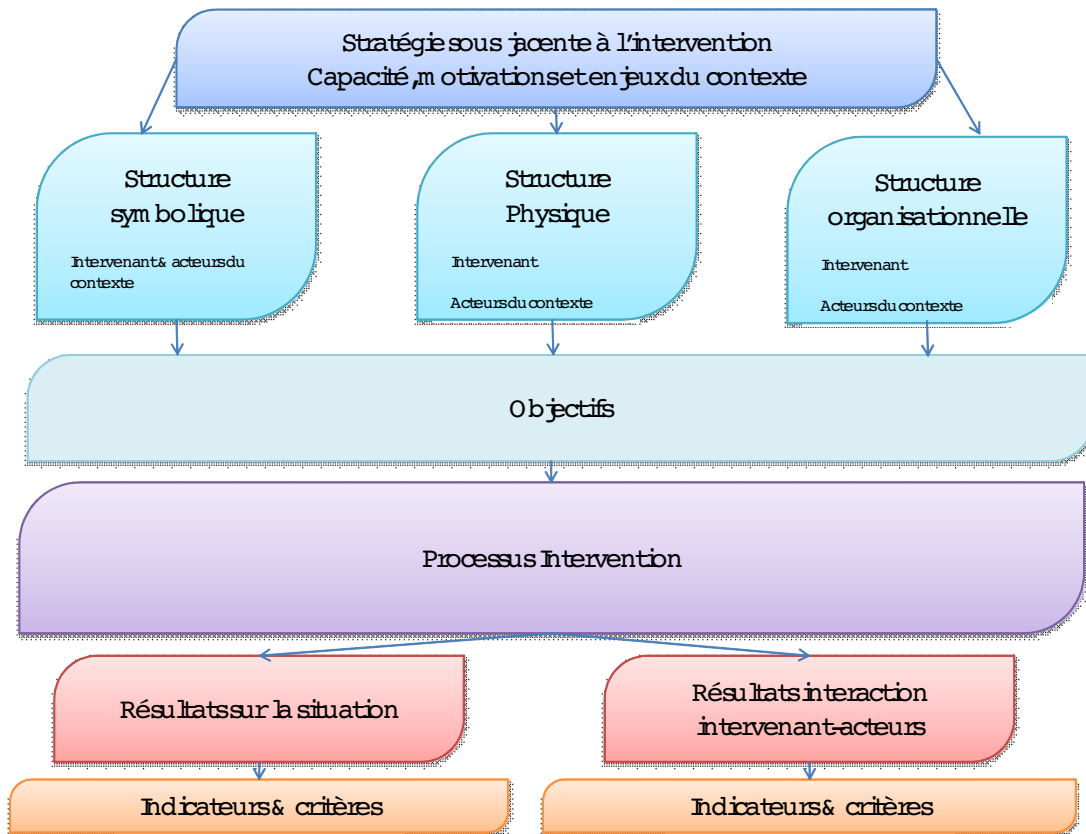 Stratégie sous jacente à l'intervention
Capacité, motivations et enjeux du contexte
Structure
symbolique
Intervenant & acteurs du
contexte
Structure
Physique
Intervenant
Acteurs du contexte
Structure
organisationnelle
Intervenant
Acteurs du contexte
Objectifs
Processus Intervention
Résultats sur la situation
Résultats interaction
intervenant-acteurs
Indicateurs & critères
Indicateurs & critères